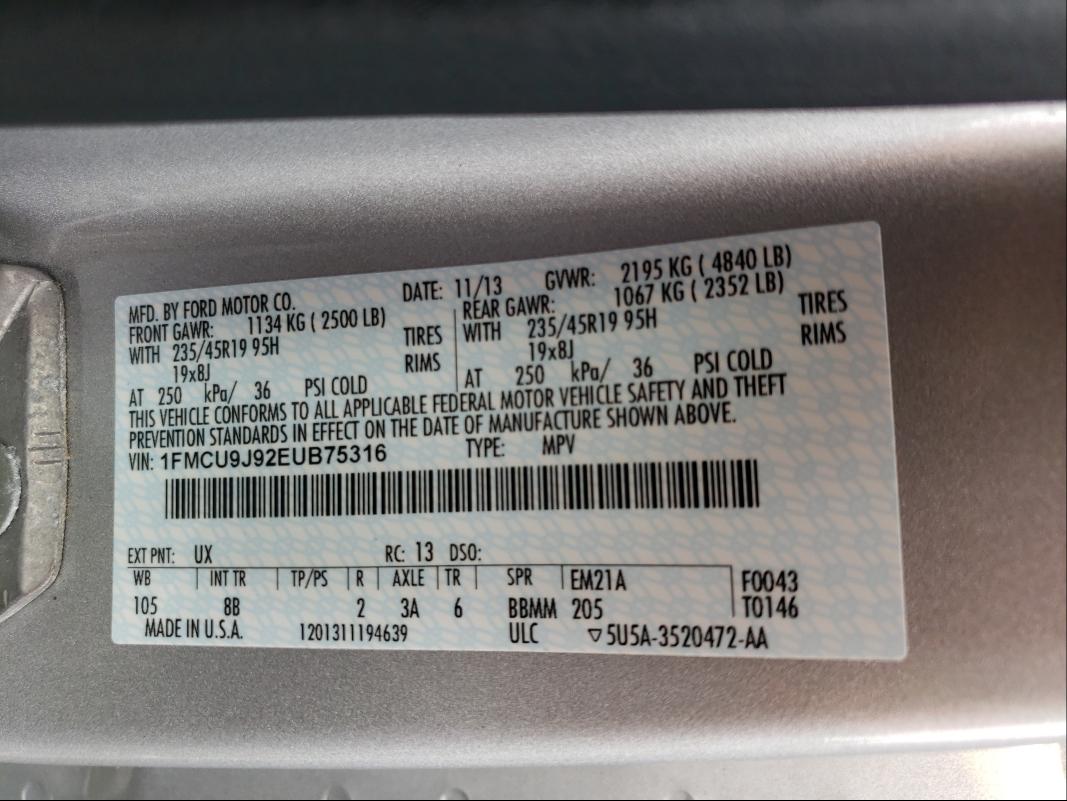 MFD. BY FORD MOTOR CO. DATE: 11/13 GVWR: 2195 KG ( 4840 LB)
FRONT GAWR: 1134 KG ( 2500 LB) REAR GAWR: 1067 KG ( 2352 LB)
WITH 235/45R19 95H TIRES WITH 235/45R19 95H TIRES
19x8J RIMS 19x8J RIMS
AT 250 kPa/ 36 PSI COLD AT 250 kPa/ 36 PSI COLD
THIS VEHICLE CONFORMS TO ALL APPLICABLE FEDERAL MOTOR VEHICLE SAFETY AND THEFT
PREVENTION STANDARDS IN EFFECT ON THE DATE OF MANUFACTURE SHOWN ABOVE.
VIN: 1FMCU9J92EUB75316 TYPE: MPV
EXT PNT: UX RC: 13 DSO:
WB INT TR TP/PS R AXLE TR SPR EM21A F0043
105 8B 2 3A 6 BBMM 205 T0146
MADE IN U.S.A. 1201311194639 ULC ▽5U5A-3520472-AA